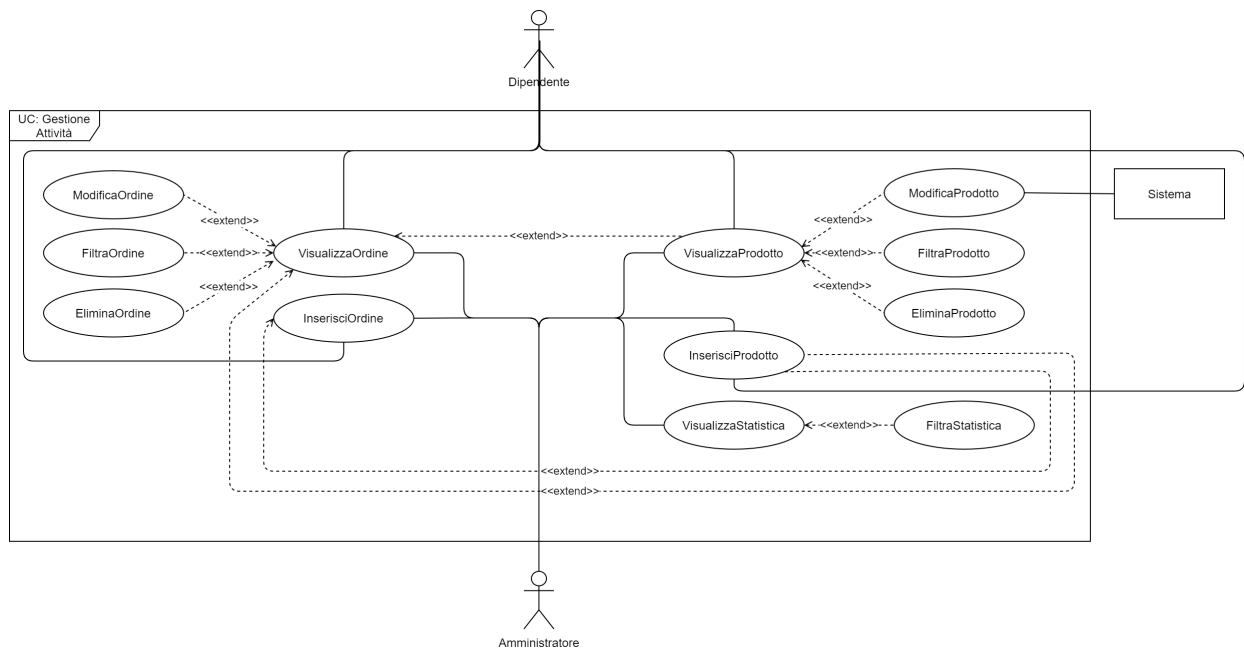 Dipendente
UC: Gestione
Attività
ModificaOrdine
ModificaProdotto
Sistema
<<extend>>
<<extend>>
<<extend>>
FiltraOrdine
<<extend>>
VisualizzaOrdine
VisualizzaProdotto
<<extend>>
FiltraProdotto
<<extend>>
<<extend>>
EliminaOrdine
InserisciOrdine
EliminaProdotto
InserisciProdotto
VisualizzaStatistica
<<extend>>
FiltraStatistica
<<extend>>
<<extend>>
Amministratore